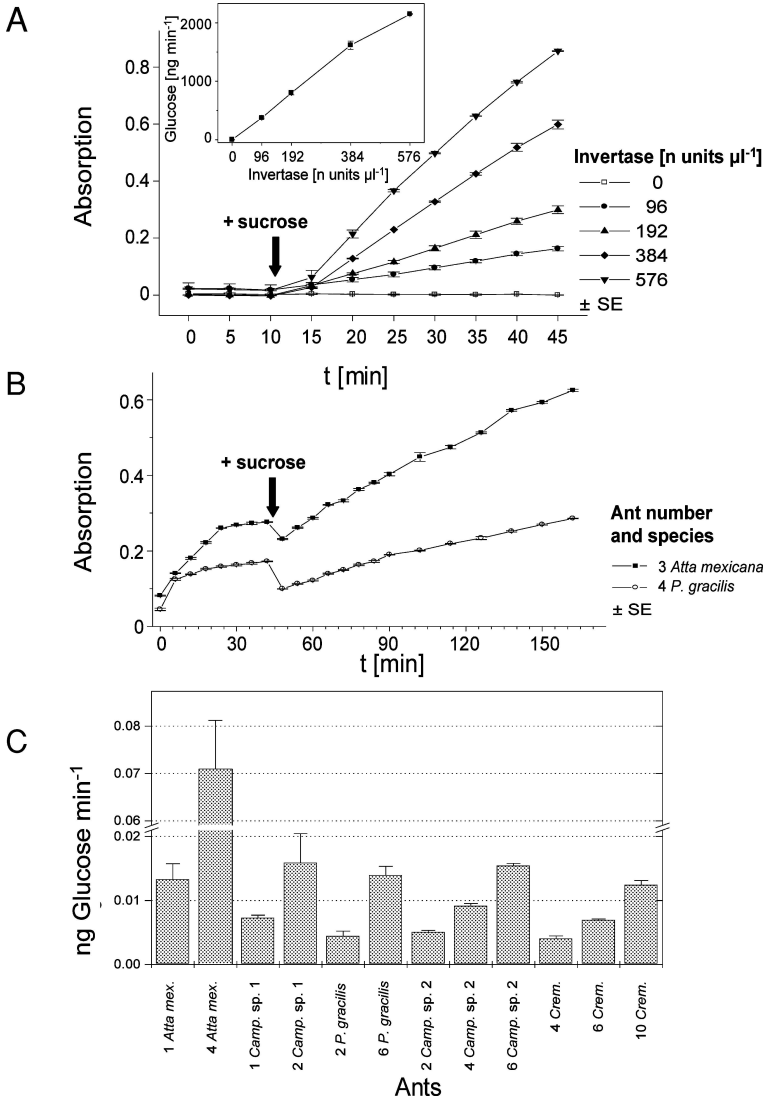 A
Glucose [ng min-1]
2000
1000
0
0 96 192 384 576
Invertase [n units µl-1]
Absorption
0.8
0.6
0.4
0.2
0
+ sucrose
0 5 10 15 20 25 30 35 40 45
t [min]
Invertase [n units µl-1]
0
96
192
384
576
± SE
B
Absorption
0.6
0.4
0.2
0
+ sucrose
0 30 60 90 120 150
t [min]
Ant number
and species
3 Atta mexicana
4 P. gracilis
± SE
C
ng Glucose min-1
0.08
0.07
0.06
0.02
0.01
0.00
1 Atta mex.
4 Atta mex.
1 Camp. sp. 1
2 Camp. sp. 1
2 P. gracilis
6 P. gracilis
2 Camp. sp. 2
4 Camp. sp. 2
6 Camp. sp. 2
4 Crem.
6 Crem.
10 Crem.
Ants